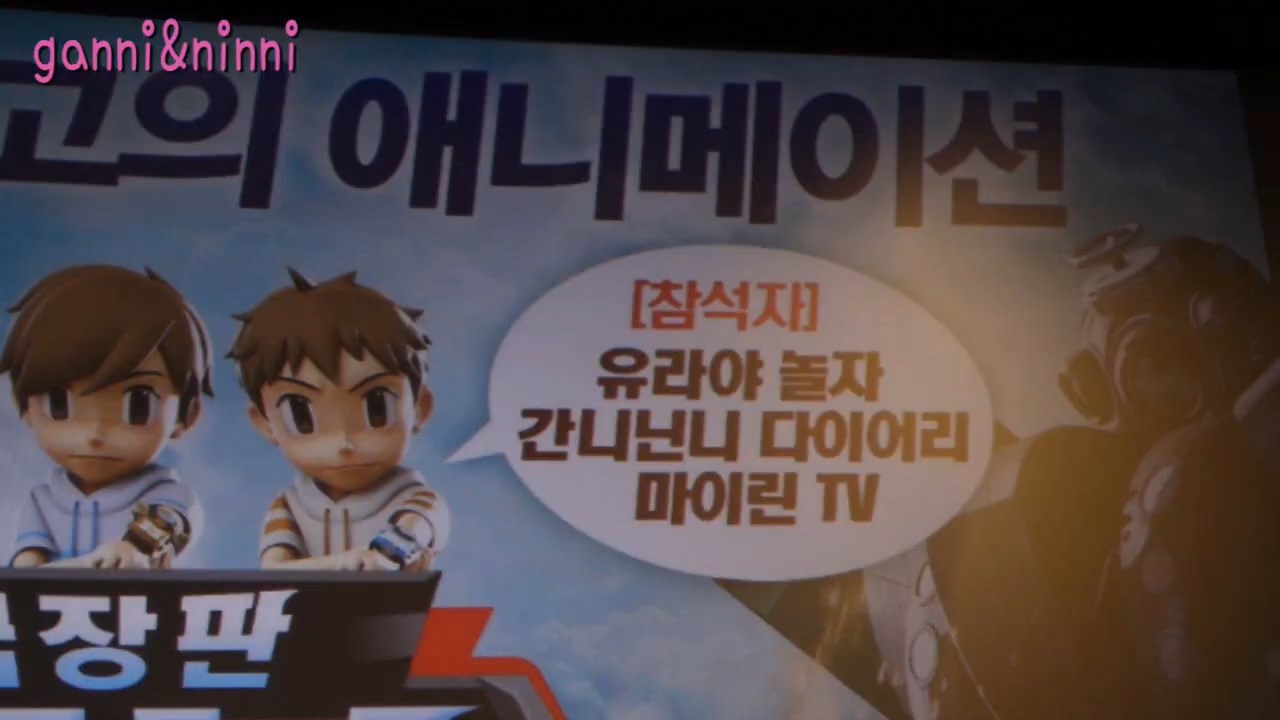 ganni&ninni
고의 애니메이션
[참석자]
유라야 놀자
간니닌니 다이어리
마이린 TV
장판